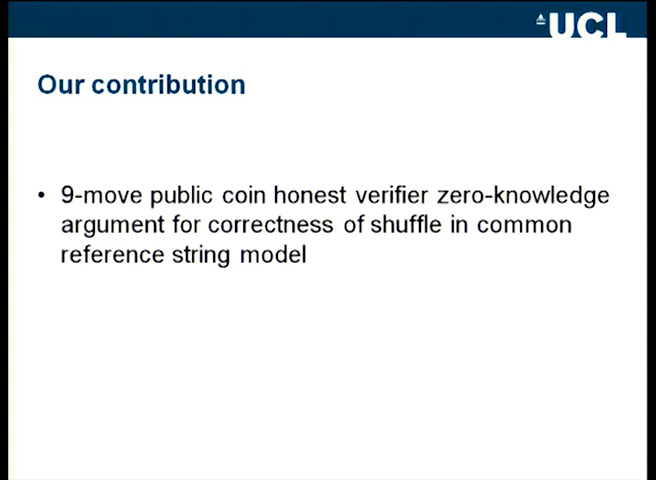 UCL
Our contribution
• 9-move public coin honest verifier zero-knowledge
argument for correctness of shuffle in common
reference string model